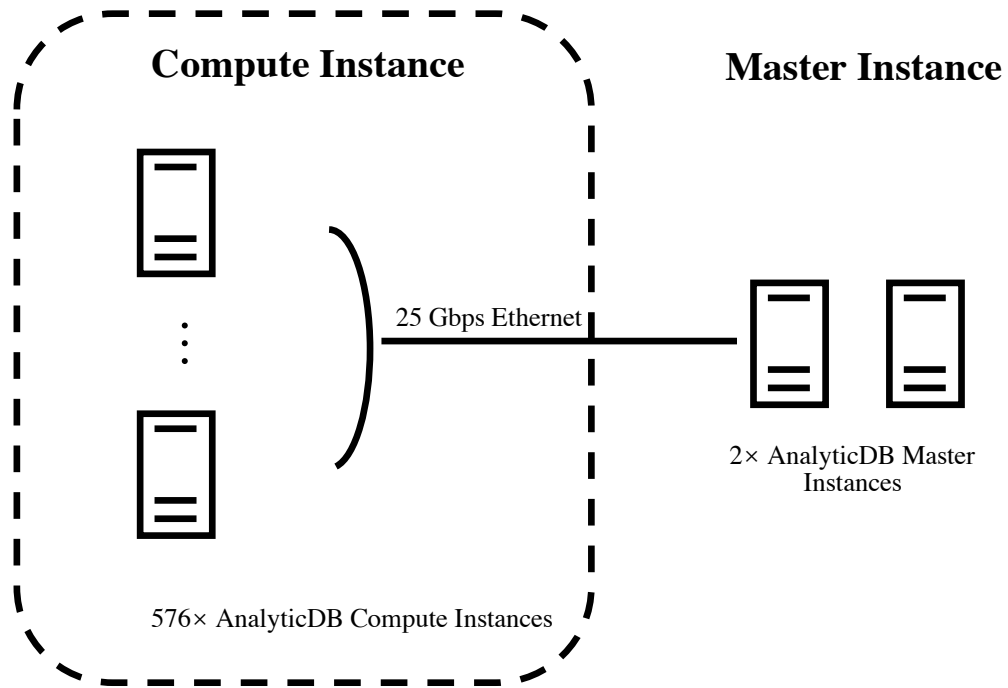 Compute Instance
Master Instance
25 Gbps Ethernet
2× AnalyticDB Master
Instances
576× AnalyticDB Compute Instances